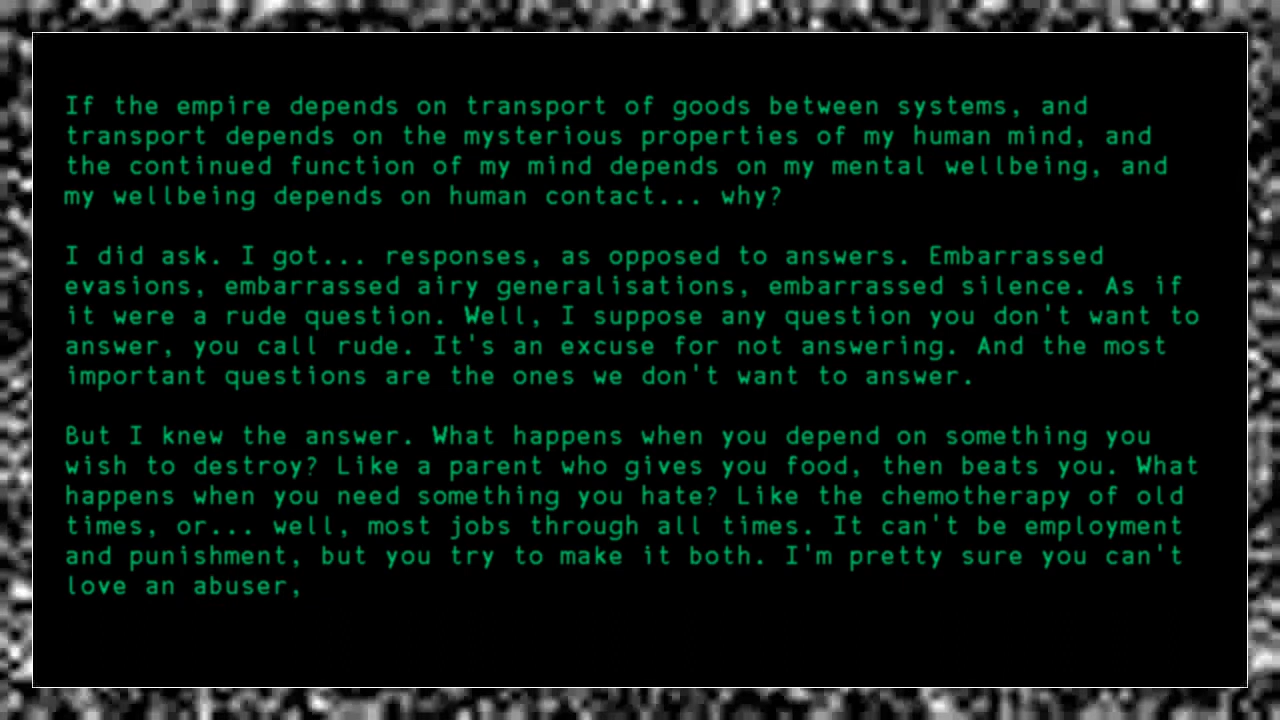 If the empire depends on transport of goods between systems, and
transport depends on the mysterious properties of my human mind, and
the continued function of my mind depends on my mental wellbeing, and
my wellbeing depends on human contact... why?
I did ask. I got... responses, as opposed to answers. Embarrassed
evasions, embarrassed airy generalisations, embarrassed silence. As if
it were a rude question. Well, I suppose any question you don't want to
answer, you call rude. It's an excuse for not answering. And the most
important questions are the ones we don't want to answer.
But I knew the answer. What happens when you depend on something you
wish to destroy? Like a parent who gives you food, then beats you. What
happens when you need something you hate? Like the chemotherapy of old
times, or... well, most jobs through all times. It can't be employment
and punishment, but you try to make it both. I'm pretty sure you can't
love an abuser,